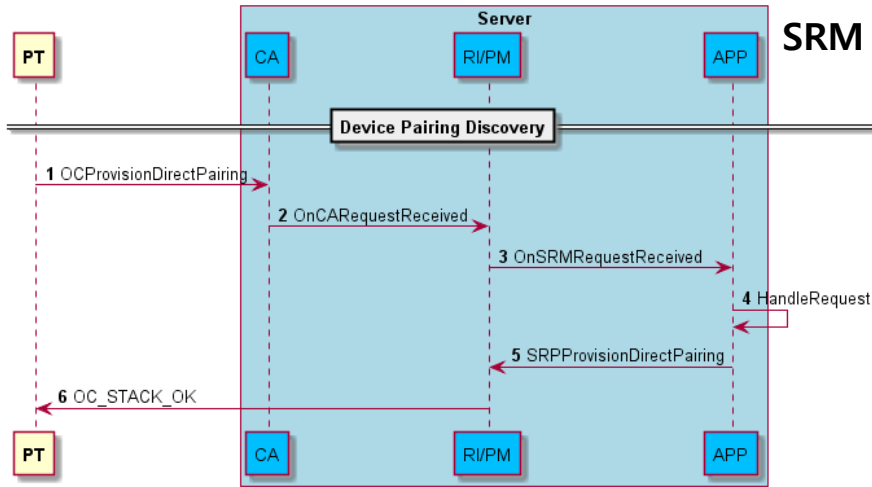 Server
SRM
PT
CA
RI/PM
APP
Device Pairing Discovery
1 OCProvisionDirectPairing
2 OnCARequestReceived
3 OnSRMRequestReceived
4 HandleRequest
5 SRPProvisionDirectPairing
6 OC_STACK_OK
PT
CA
RI/PM
APP